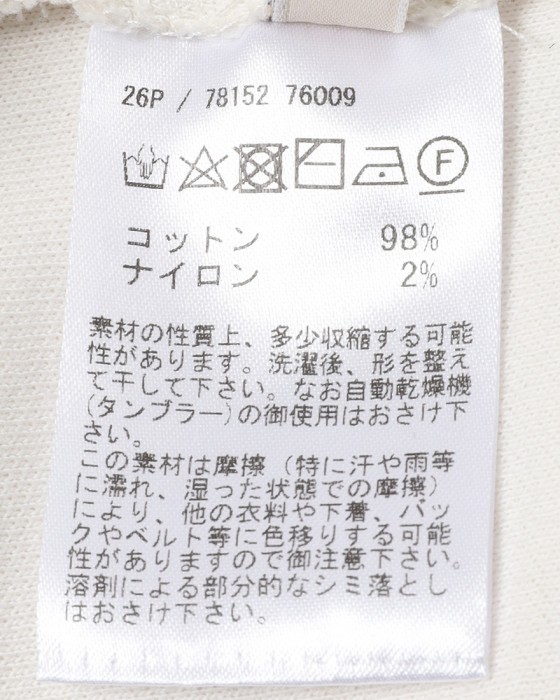 26P / 78152 76009
F
コットン 98%
ナイロン 2%
素材の性質上、多少収縮する可能
性があります。洗濯後、形を整え
て干して下さい。なお自動乾燥機
(タンブラー)の御使用はおさけ下
さい。
この素材は摩擦(特に汗や雨等
に濡れ、湿った状態での摩擦)
により、他の衣料や下着、バッ
クやベルト等に色移りする可能
性がありますので御注意下さい。
溶剤による部分的なシミ落とし
はおさけ下さい。